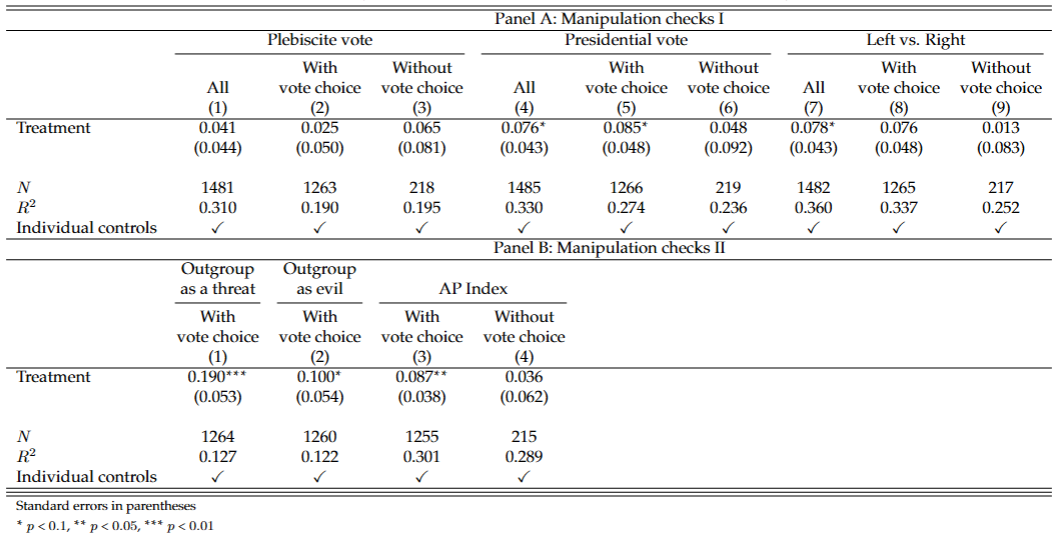 Panel A: Manipulation checks I
Plebiscite vote Presidential vote Left vs. Right
With Without With Without With Without
All vote choice vote choice All vote choice vote choice All vote choice vote choice
(1) (2) (3) (4) (5) (6) (7) (8) (9)
Treatment 0.041 0.025 0.065 0.076* 0.085* 0.048 0.078* 0.076 0.013
(0.044) (0.050) (0.081) (0.043) (0.048) (0.092) (0.043) (0.048) (0.083)
N 1481 1263 218 1485 1266 219 1482 1265 217
R² 0.310 0.190 0.195 0.330 0.274 0.236 0.360 0.337 0.252
Individual controls ✓ ✓ ✓ ✓ ✓ ✓ ✓ ✓ ✓
Panel B: Manipulation checks II
Outgroup Outgroup
as a threat as evil AP Index
With With With Without
vote choice vote choice vote choice vote choice
(1) (2) (3) (4)
Treatment 0.190*** 0.100* 0.087** 0.036
(0.053) (0.054) (0.038) (0.062)
N 1264 1260 1255 215
R² 0.127 0.122 0.301 0.289
Individual controls ✓ ✓ ✓ ✓
Standard errors in parentheses
* p < 0.1, ** p < 0.05, *** p < 0.01